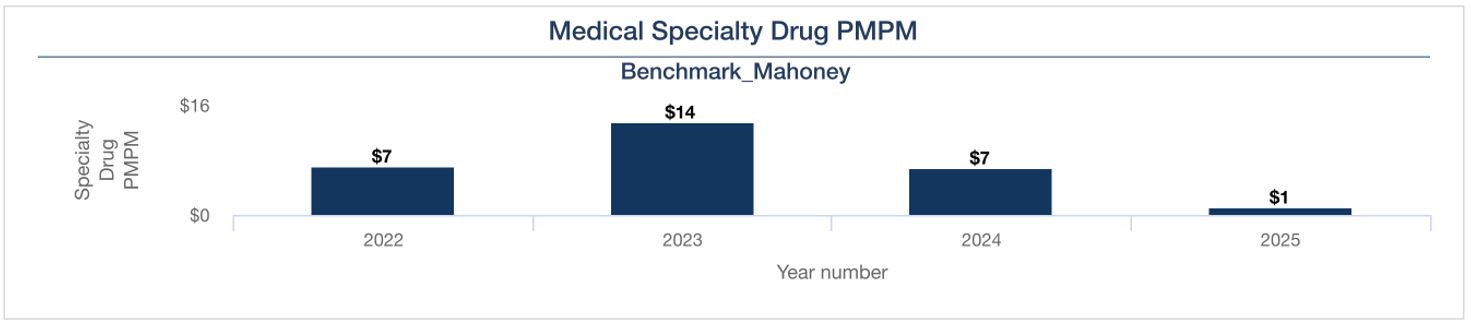 Medical Specialty Drug PMPM
Benchmark_Mahoney
Specialty
Drug
PMPM
$16
$0
$7
$14
$7
$1
2022
2023
2024
2025
Year number